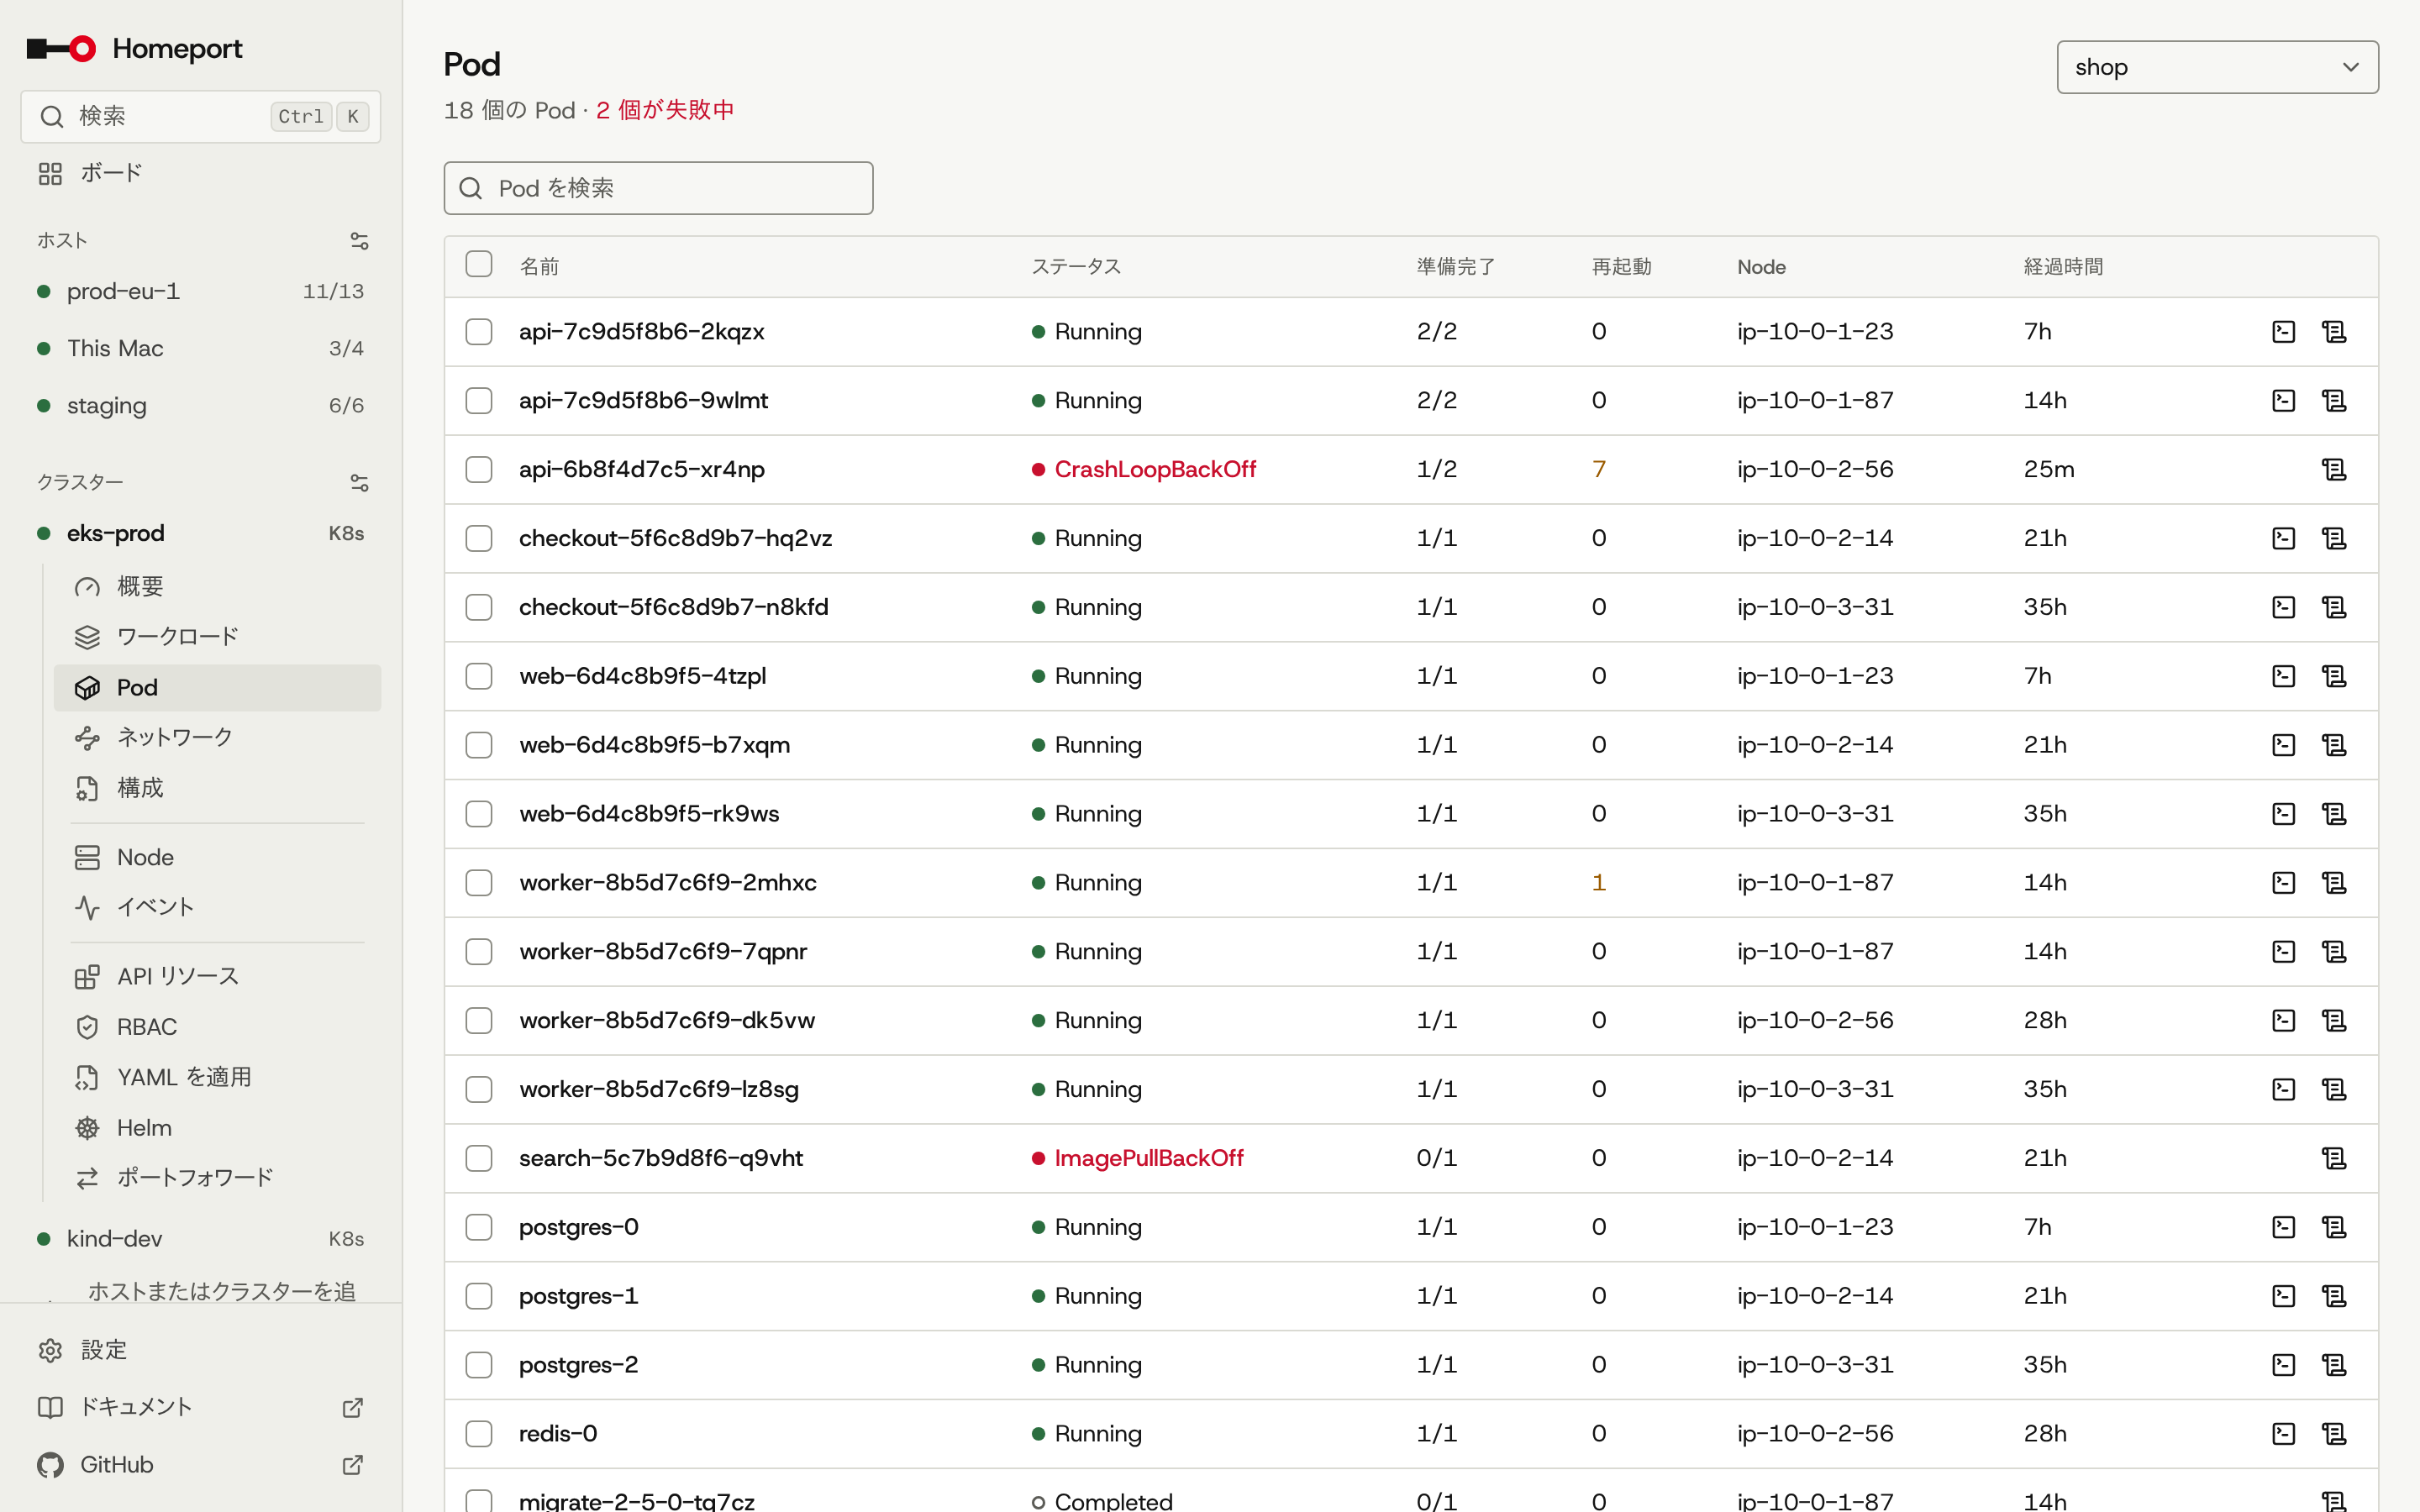 Homeport
検索 Ctrl K
ボード
ホスト
prod-eu-1 11/13
This Mac 3/4
staging 6/6
クラスター
eks-prod K8s
概要
ワークロード
Pod
ネットワーク
構成
Node
イベント
API リソース
RBAC
YAML を適用
Helm
ポートフォワード
kind-dev K8s
ホストまたはクラスターを追
設定
ドキュメント
GitHub
Pod
18 個の Pod · 2 個が失敗中
shop
Pod を検索
名前 ステータス 準備完了 再起動 Node 経過時間
api-7c9d5f8b6-2kqzx Running 2/2 0 ip-10-0-1-23 7h
api-7c9d5f8b6-9wlmt Running 2/2 0 ip-10-0-1-87 14h
api-6b8f4d7c5-xr4np CrashLoopBackOff 1/2 7 ip-10-0-2-56 25m
checkout-5f6c8d9b7-hq2vz Running 1/1 0 ip-10-0-2-14 21h
checkout-5f6c8d9b7-n8kfd Running 1/1 0 ip-10-0-3-31 35h
web-6d4c8b9f5-4tzpl Running 1/1 0 ip-10-0-1-23 7h
web-6d4c8b9f5-b7xqm Running 1/1 0 ip-10-0-2-14 21h
web-6d4c8b9f5-rk9ws Running 1/1 0 ip-10-0-3-31 35h
worker-8b5d7c6f9-2mhxc Running 1/1 1 ip-10-0-1-87 14h
worker-8b5d7c6f9-7qpnr Running 1/1 0 ip-10-0-1-87 14h
worker-8b5d7c6f9-dk5vw Running 1/1 0 ip-10-0-2-56 28h
worker-8b5d7c6f9-lz8sg Running 1/1 0 ip-10-0-3-31 35h
search-5c7b9d8f6-q9vht ImagePullBackOff 0/1 0 ip-10-0-2-14 21h
postgres-0 Running 1/1 0 ip-10-0-1-23 7h
postgres-1 Running 1/1 0 ip-10-0-2-14 21h
postgres-2 Running 1/1 0 ip-10-0-3-31 35h
redis-0 Running 1/1 0 ip-10-0-2-56 28h
migrate-2-5-0-tq7cz Completed 0/1 0 ip-10-0-1-87 14h